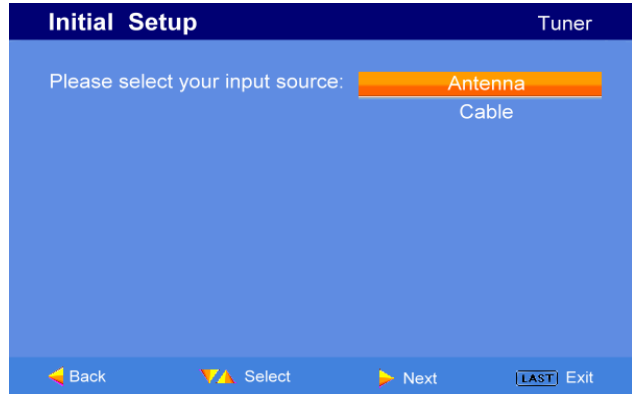 Initial Setup Tuner
Please select your input source: Antenna
Cable
Back Select Next LAST Exit